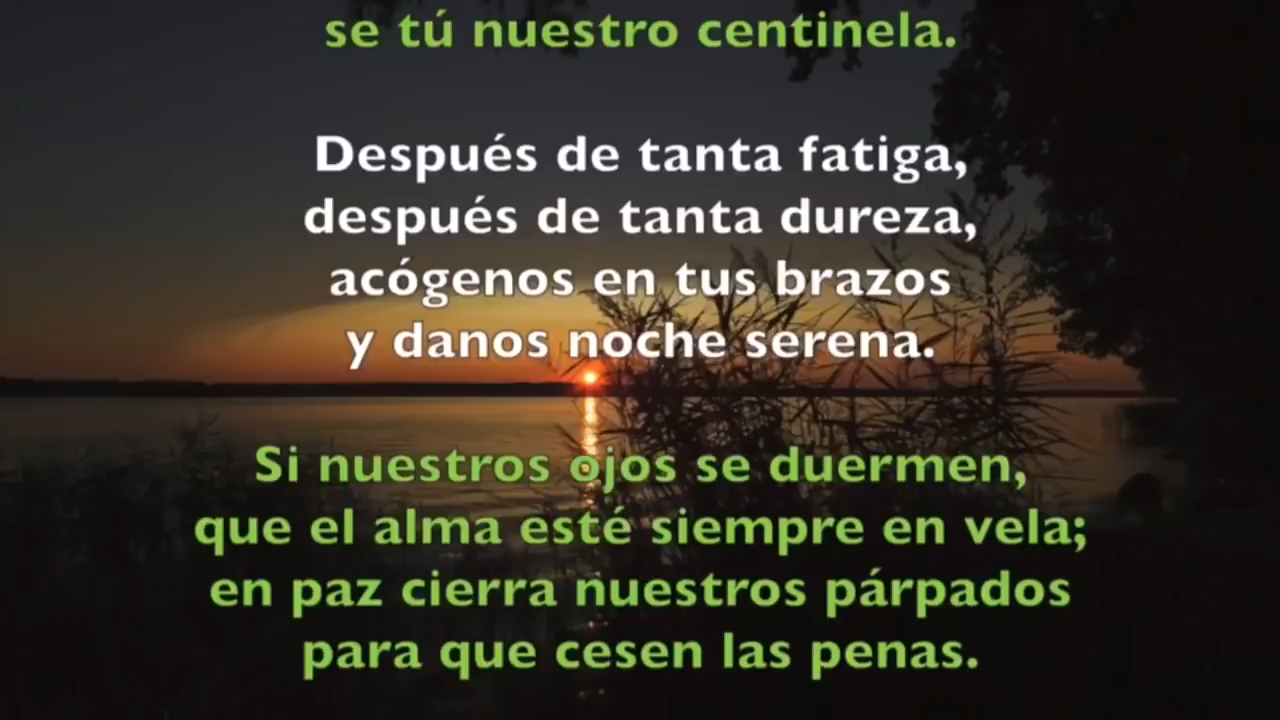 se tú nuestro centinela.
Después de tanta fatiga,
después de tanta dureza,
acógenos en tus brazos
y danos noche serena.
Si nuestros ojos se duermen,
que el alma esté siempre en vela;
en paz cierra nuestros párpados
para que cesen las penas.